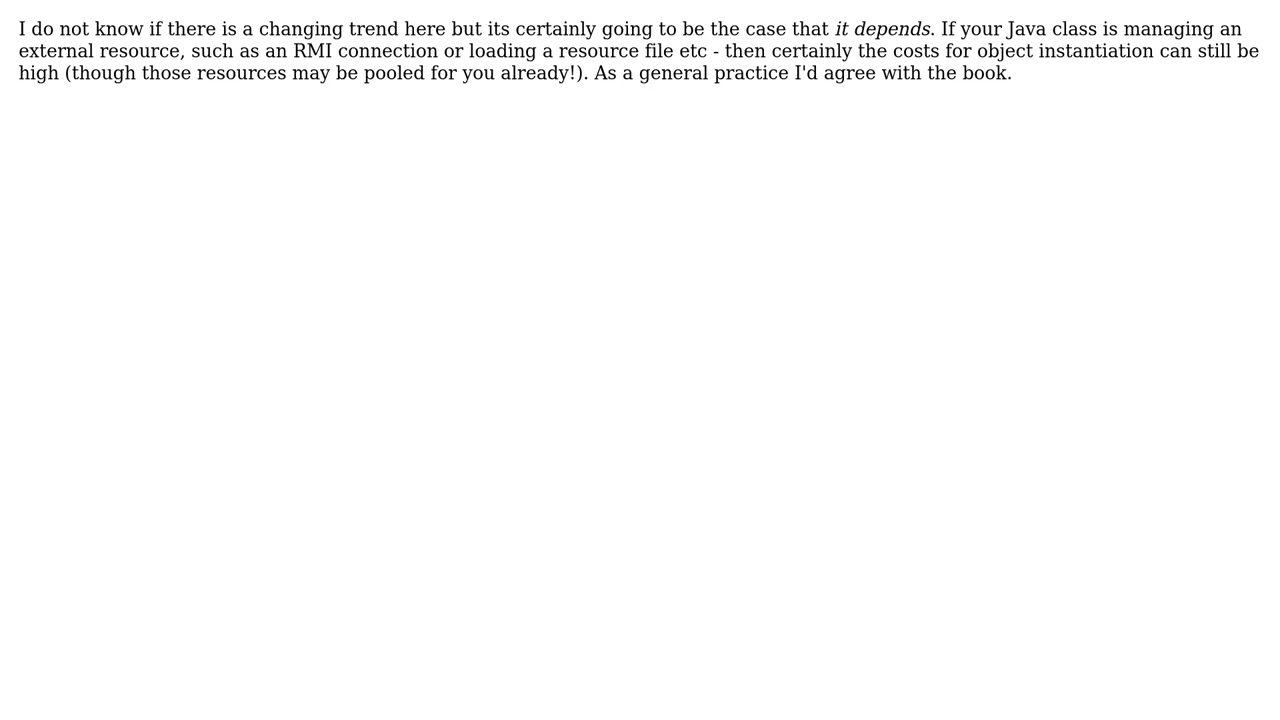 I do not know if there is a changing trend here but its certainly going to be the case that it depends. If your Java class is managing an
external resource, such as an RMI connection or loading a resource file etc - then certainly the costs for object instantiation can still be
high (though those resources may be pooled for you already!). As a general practice I'd agree with the book.